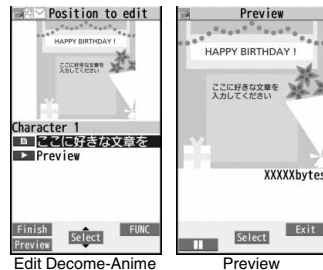 Position to edit
HAPPY BIRTHDAY !
ここに好きな文章を
入力してください
Character 1
ここに好きな文章を
Preview
Finish
Select
FUNC
Preview
Edit Decome-Anime
Preview
HAPPY BIRTHDAY !
ここに好きな文章を
入力してください
XXXXXbytes
Select
Exit
Preview